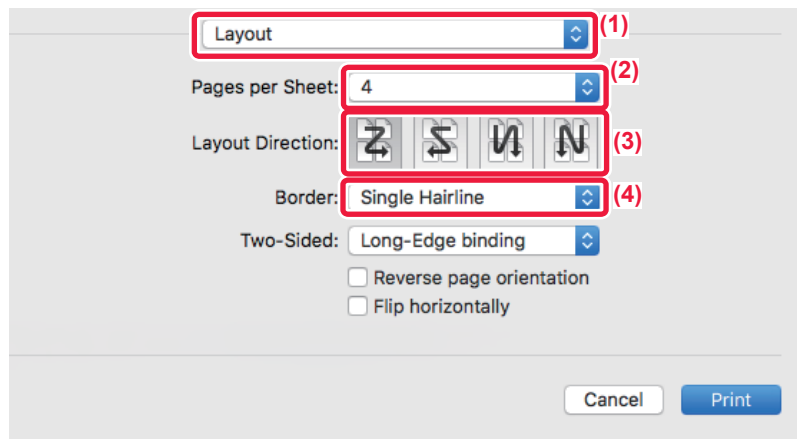 Layout (1)
Pages per Sheet: 4 (2)
Layout Direction: (3)
Border: Single Hairline (4)
Two-Sided: Long-Edge binding
Reverse page orientation
Flip horizontally
Cancel Print